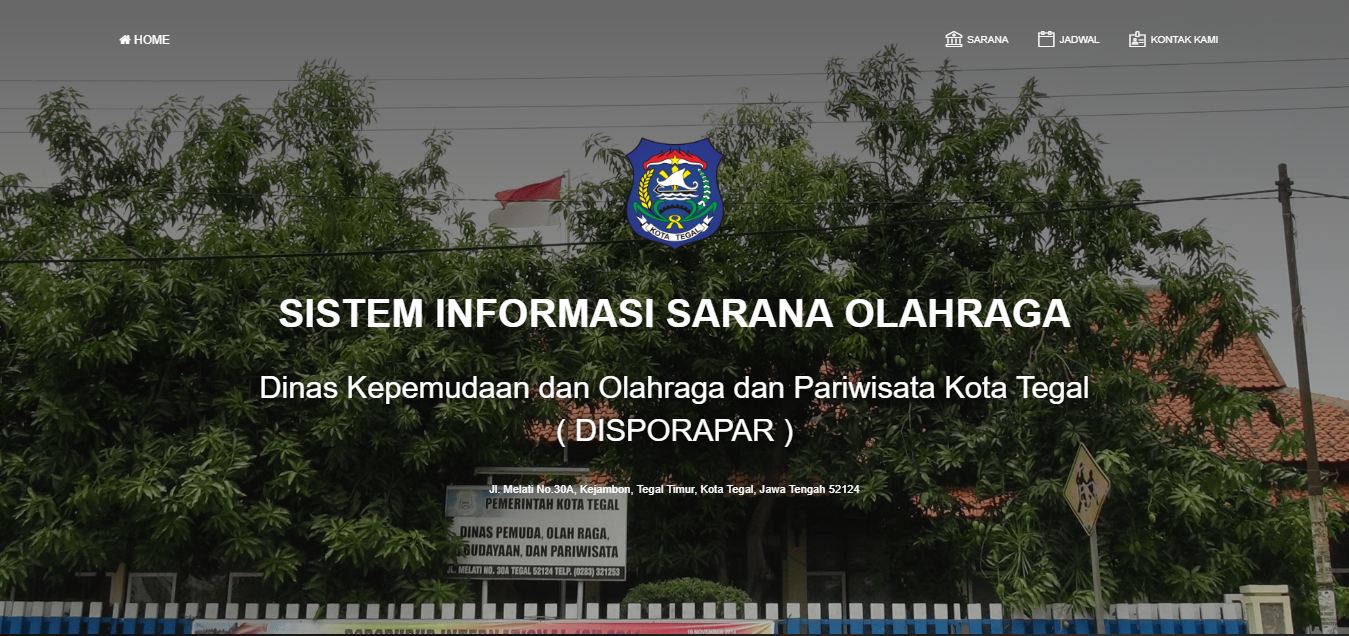 HOME
SARANA
JADWAL
KONTAK KAMI
KOTA TEGAL
SISTEM INFORMASI SARANA OLAHRAGA
Dinas Kepemudaan dan Olahraga dan Pariwisata Kota Tegal
( DISPORAPAR )
Jl. Melati No.30A, Kejambon, Tegal Timur, Kota Tegal, Jawa Tengah 52124
PEMERINTAH KOTA TEGAL
DINAS PEMUDA, OLAH RAGA,
BUDAYAAN, DAN PARIWISATA
JL. MELATI NO. 30A TEGAL 52124 TELP. (0283) 321253